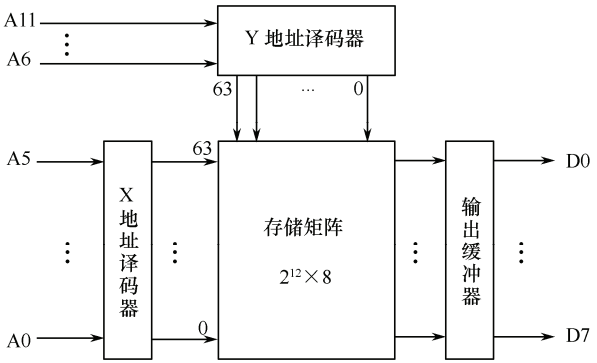 A11
Y 地址译码器
A6
63
...
0
A5
63
D0
X
地
址
译
码
器
存储矩阵
2¹²×8
输
出
缓
冲
器
A0
0
D7